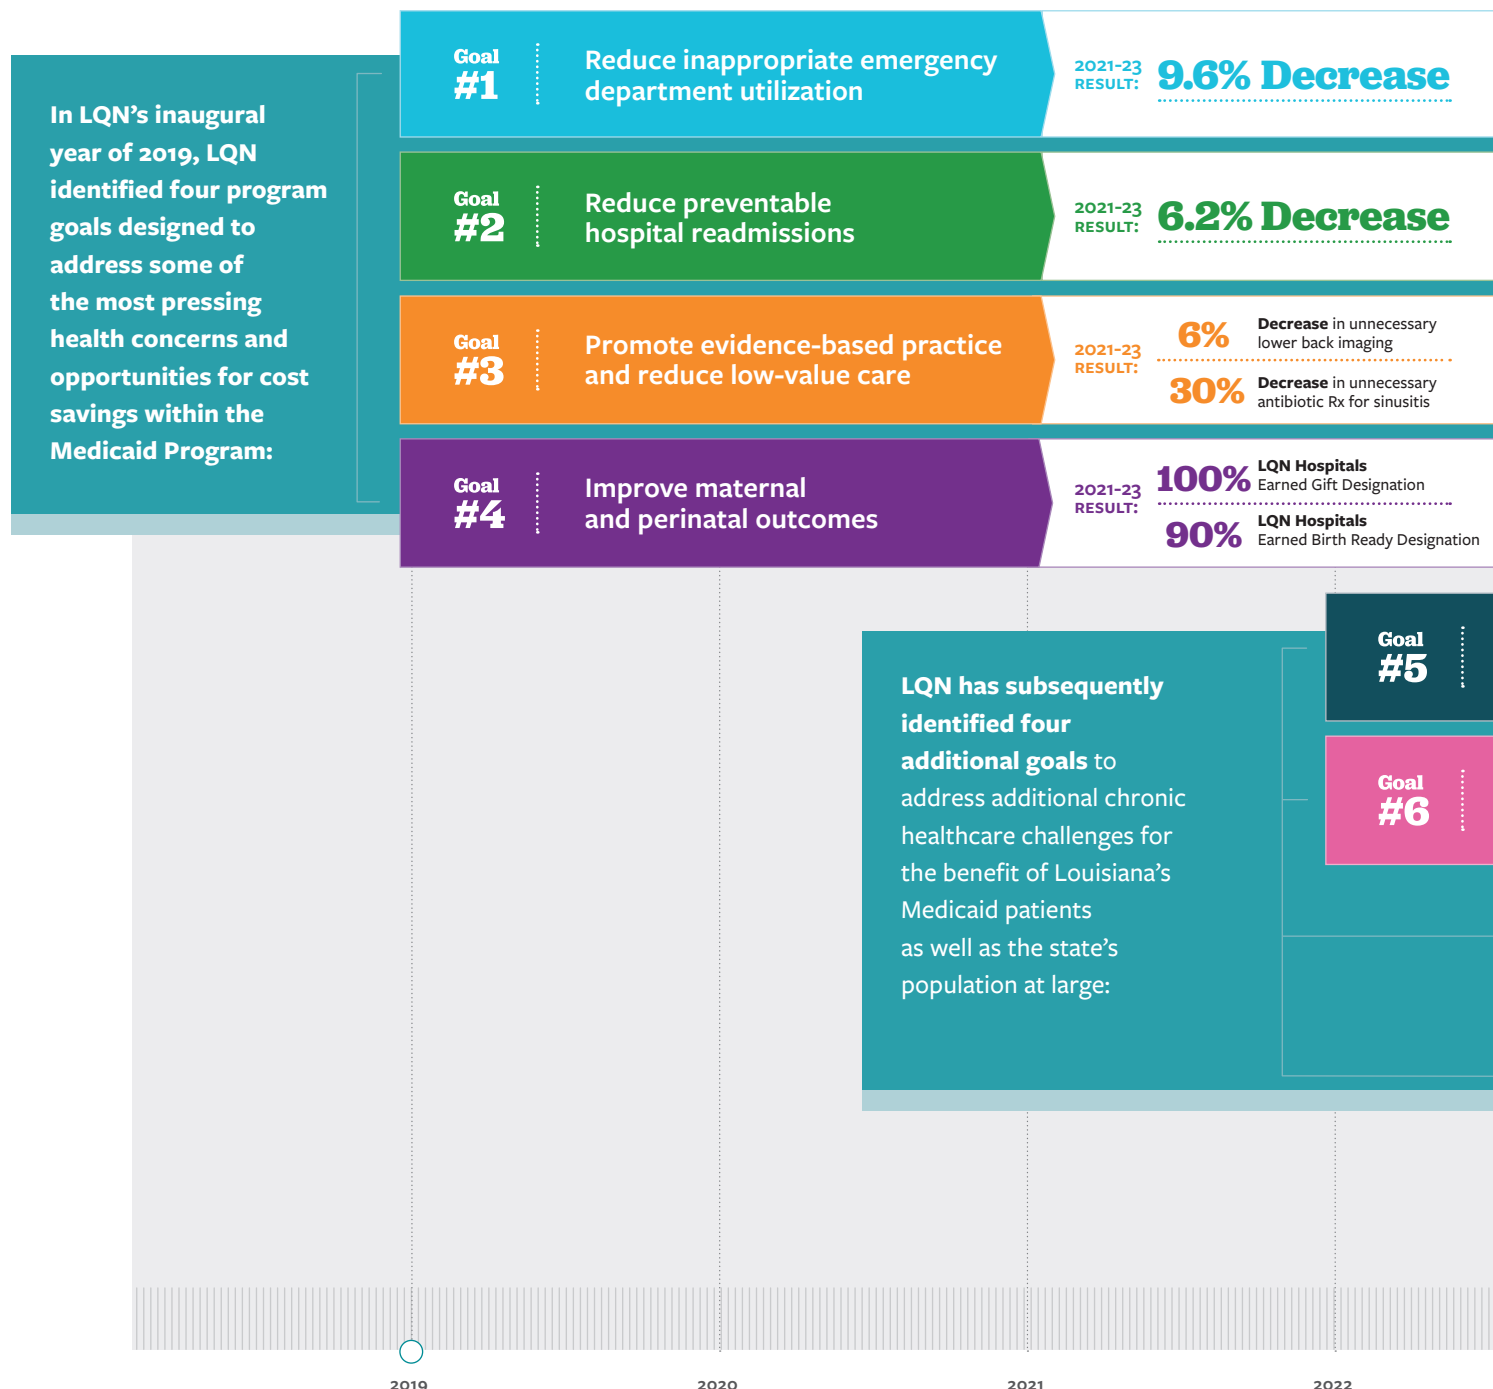 In LQN’s inaugural
year of 2019, LQN
identified four program
goals designed to
address some of
the most pressing
health concerns and
opportunities for cost
savings within the
Medicaid Program:
Goal
#1
Reduce inappropriate emergency
department utilization
2021-23
RESULT:
9.6% Decrease
Goal
#2
Reduce preventable
hospital readmissions
2021-23
RESULT:
6.2% Decrease
Goal
#3
Promote evidence-based practice
and reduce low-value care
2021-23
RESULT:
6%
Decrease in unnecessary
lower back imaging
30%
Decrease in unnecessary
antibiotic Rx for sinusitis
Goal
#4
Improve maternal
and perinatal outcomes
2021-23
RESULT:
100%
LQN Hospitals
Earned Gift Designation
90%
LQN Hospitals
Earned Birth Ready Designation
LQN has subsequently
identified four
additional goals to
address additional chronic
healthcare challenges for
the benefit of Louisiana’s
Medicaid patients
as well as the state’s
population at large:
Goal
#5
Goal
#6
2019
2020
2021
2022